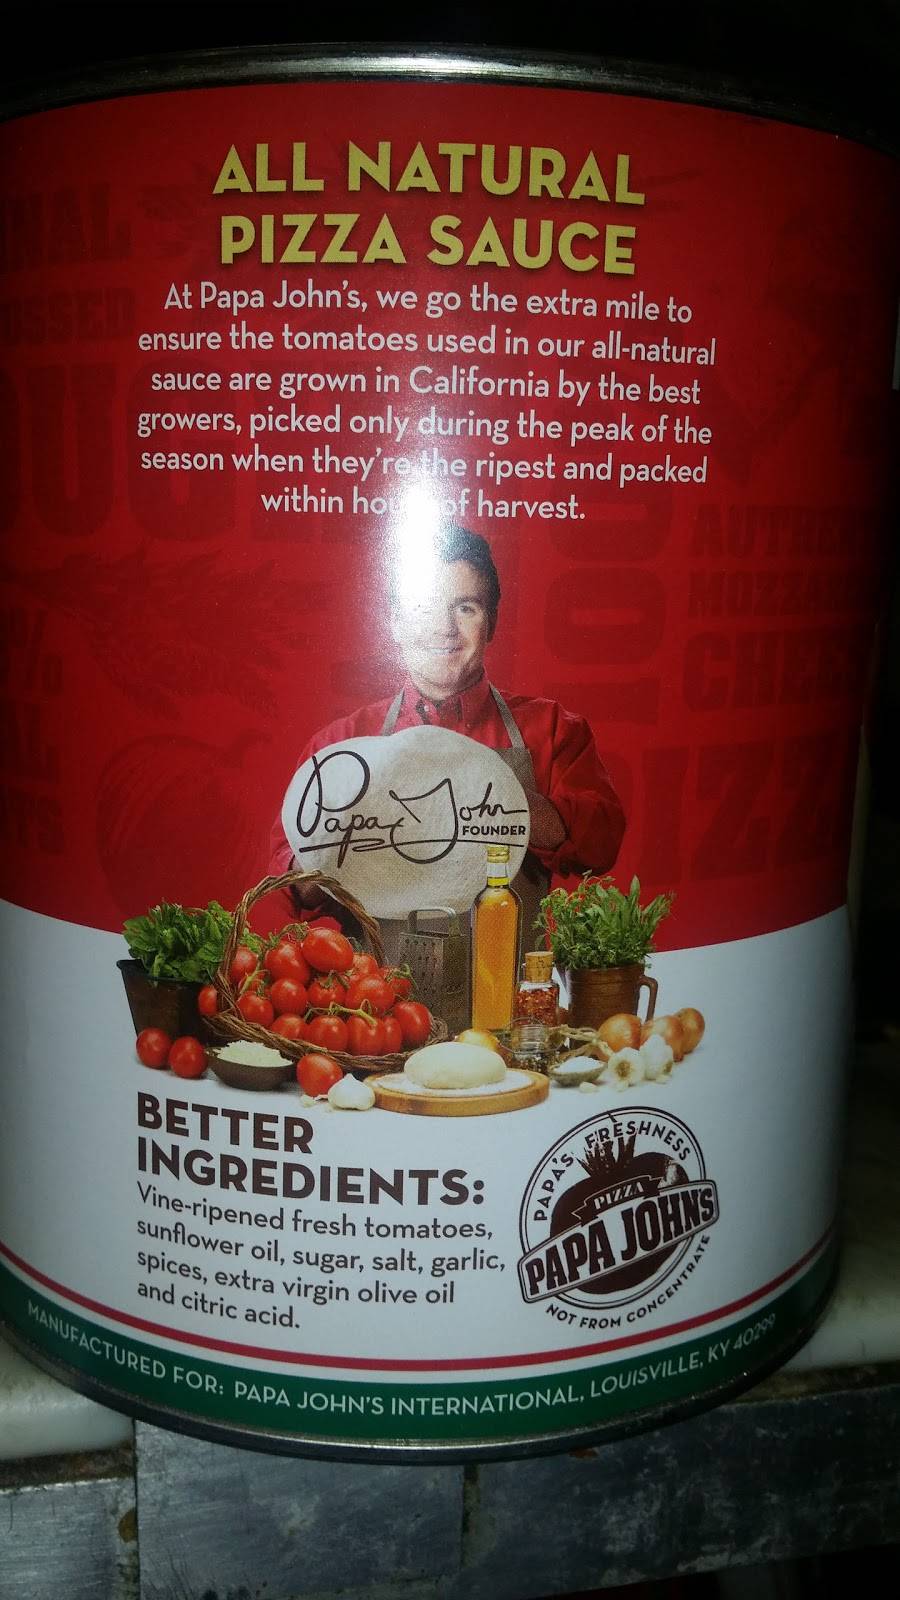 ALL NATURAL
PIZZA SAUCE
At Papa John's, we go the extra mile to
ensure the tomatoes used in our all-natural
sauce are grown in California by the best
growers, picked only during the peak of the
season when they're the ripest and packed
within of harvest.
Papa John
FOUNDER
BETTER
INGREDIENTS:
Vine-ripened fresh tomatoes,
sunflower oil, sugar, salt, garlic,
spices, extra virgin olive oil
and citric acid.
PAPA'S FRESHNESS
PIZZA
PAPA JOHN'S
NOT FROM CONCENTRATE
MANUFACTURED FOR: PAPA JOHN'S INTERNATIONAL, LOUISVILLE, KY 40299